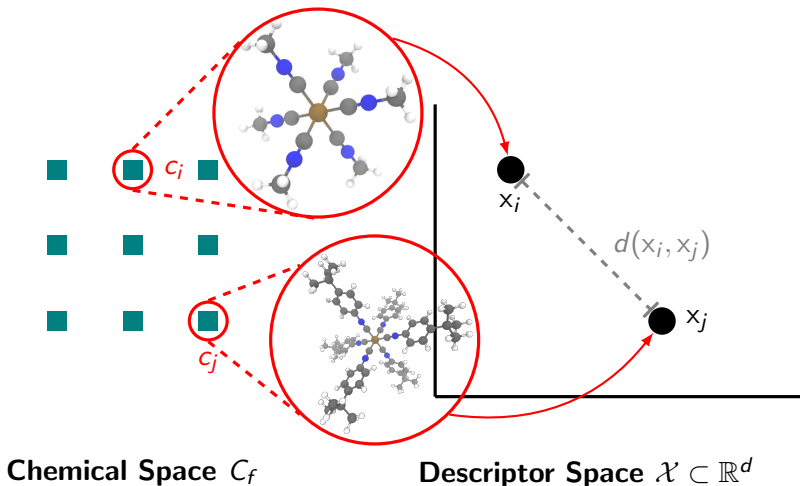 c_i
x_i
d(x_i, x_j)
x_j
c_j
Chemical Space C_f
Descriptor Space 𝒳 ⊂ ℝ^d